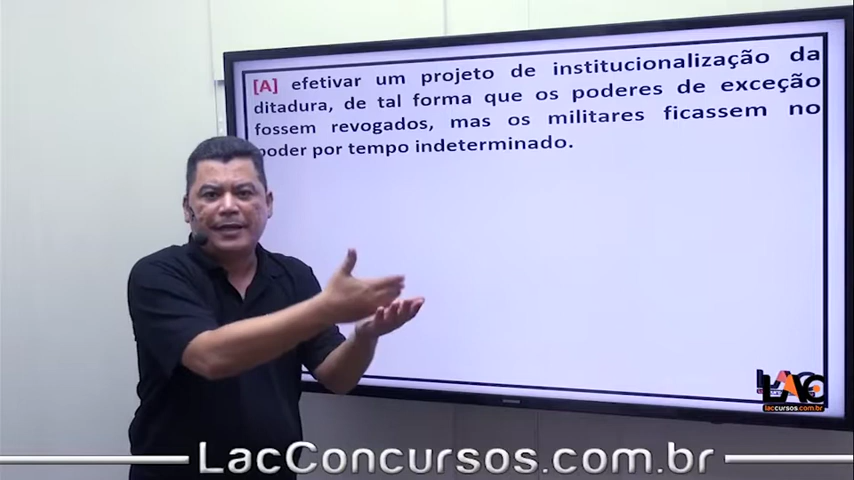 [A] efetivar um projeto de institucionalização da
ditadura, de tal forma que os poderes de exceção
fossem revogados, mas os militares ficassem no
poder por tempo indeterminado.
LAC
laccursos.com.br
LacConcursos.com.br